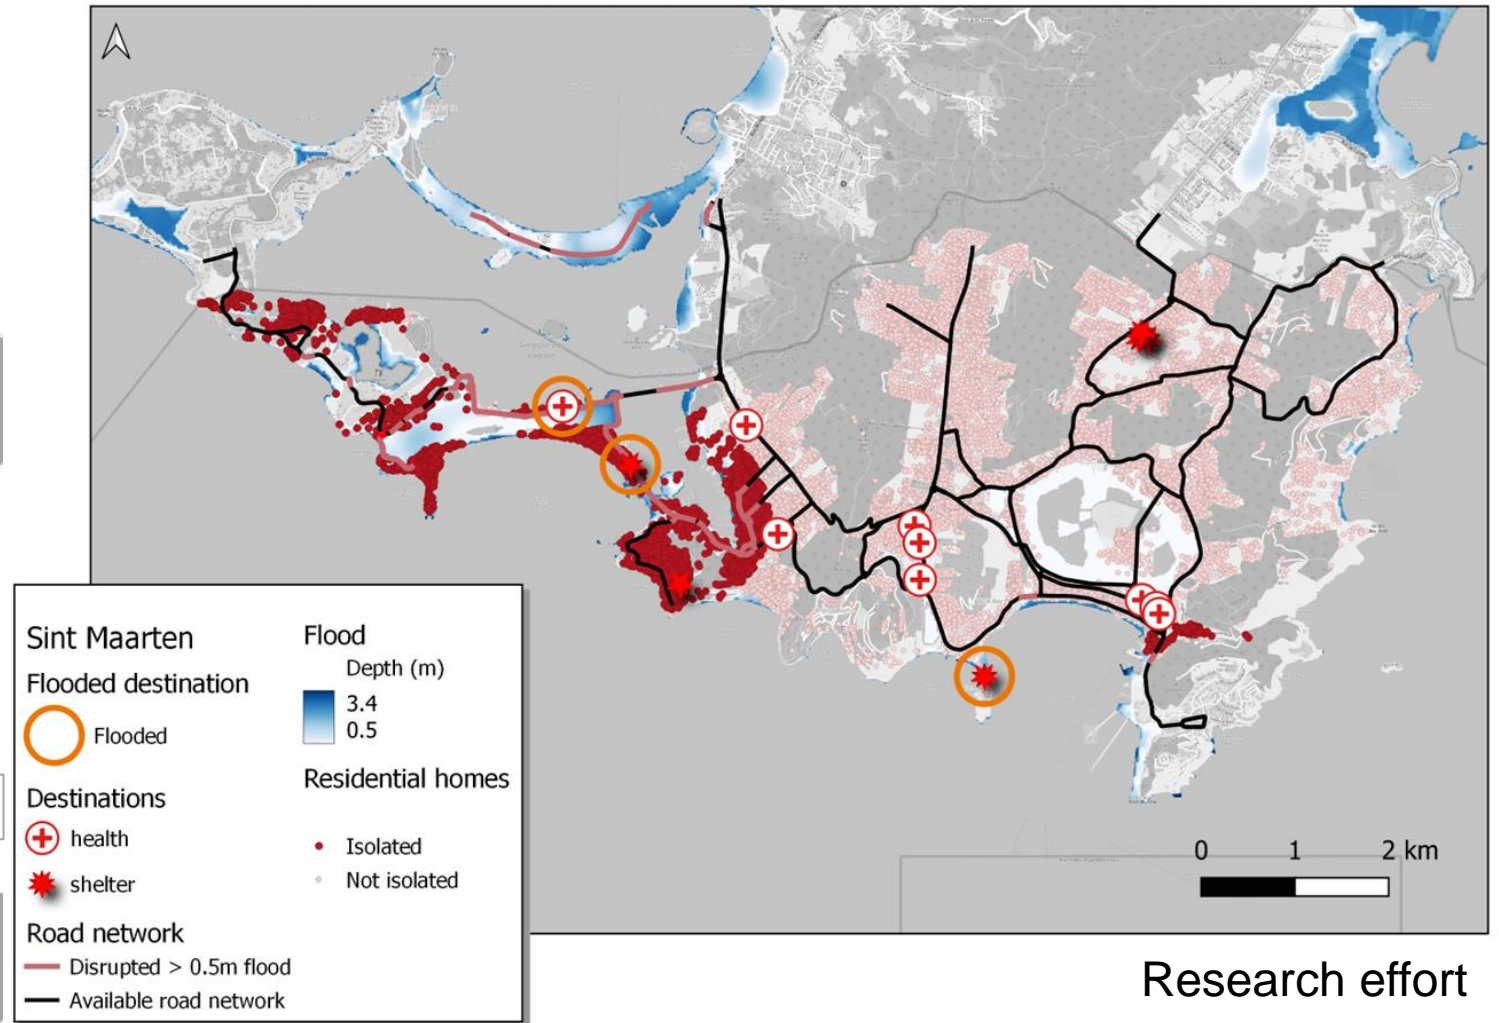 Sint Maarten
Flooded destination
Flooded
Destinations
health
shelter
Road network
Disrupted > 0.5m flood
Available road network
Flood
Depth (m)
3.4
0.5
Residential homes
Isolated
Not isolated
0 1 2 km
Research effort